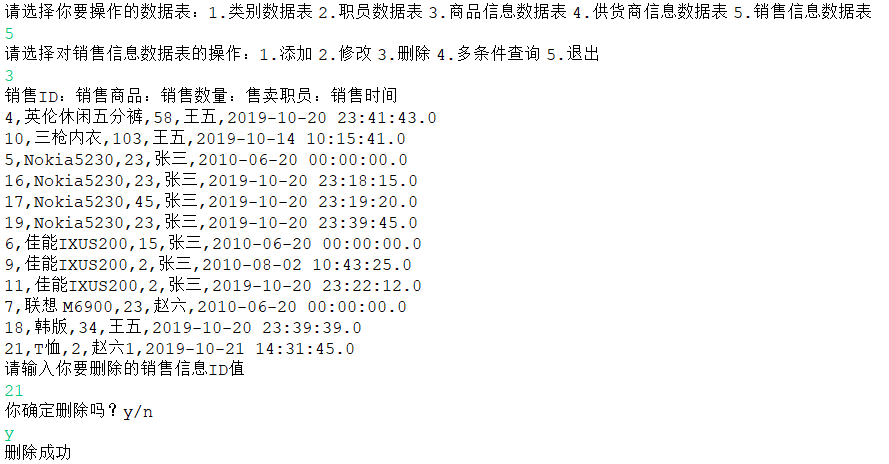 请选择你要操作的数据表：1.类别数据表 2.职员数据表 3.商品信息数据表 4.供货商信息数据表 5.销售信息数据表
5
请选择对销售信息数据表的操作：1.添加 2.修改 3.删除 4.多条件查询 5.退出
3
销售ID：销售商品：销售数量：售卖职员：销售时间
4,英伦休闲五分裤,58,王五,2019-10-20 23:41:43.0
10,三枪内衣,103,王五,2019-10-14 10:15:41.0
5,Nokia5230,23,张三,2010-06-20 00:00:00.0
16,Nokia5230,23,张三,2019-10-20 23:18:15.0
17,Nokia5230,45,张三,2019-10-20 23:19:20.0
19,Nokia5230,23,张三,2019-10-20 23:39:45.0
6,佳能IXUS200,15,张三,2010-06-20 00:00:00.0
9,佳能IXUS200,2,张三,2010-08-02 10:43:25.0
11,佳能IXUS200,2,张三,2019-10-20 23:22:12.0
7,联想 M6900,23,赵六,2010-06-20 00:00:00.0
18,韩版,34,王五,2019-10-20 23:39:39.0
21,T恤,2,赵六1,2019-10-21 14:31:45.0
请输入你要删除的销售信息ID值
21
你确定删除吗？y/n
y
删除成功